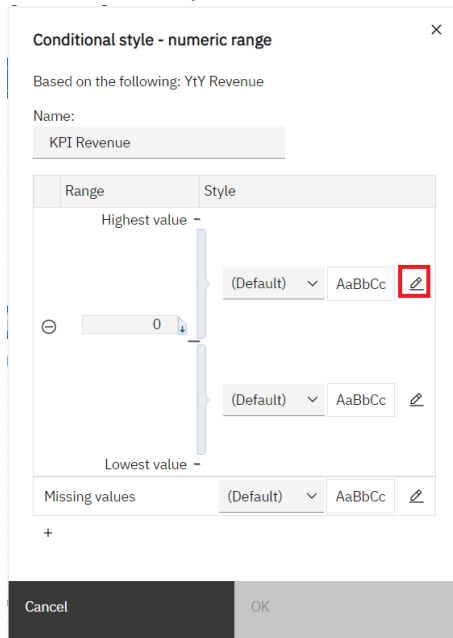 Conditional style - numeric range
Based on the following: YtY Revenue
Name:
KPI Revenue
Range Style
Highest value
(Default) AaBbCc
0
(Default) AaBbCc
Lowest value
Missing values (Default) AaBbCc
Cancel OK